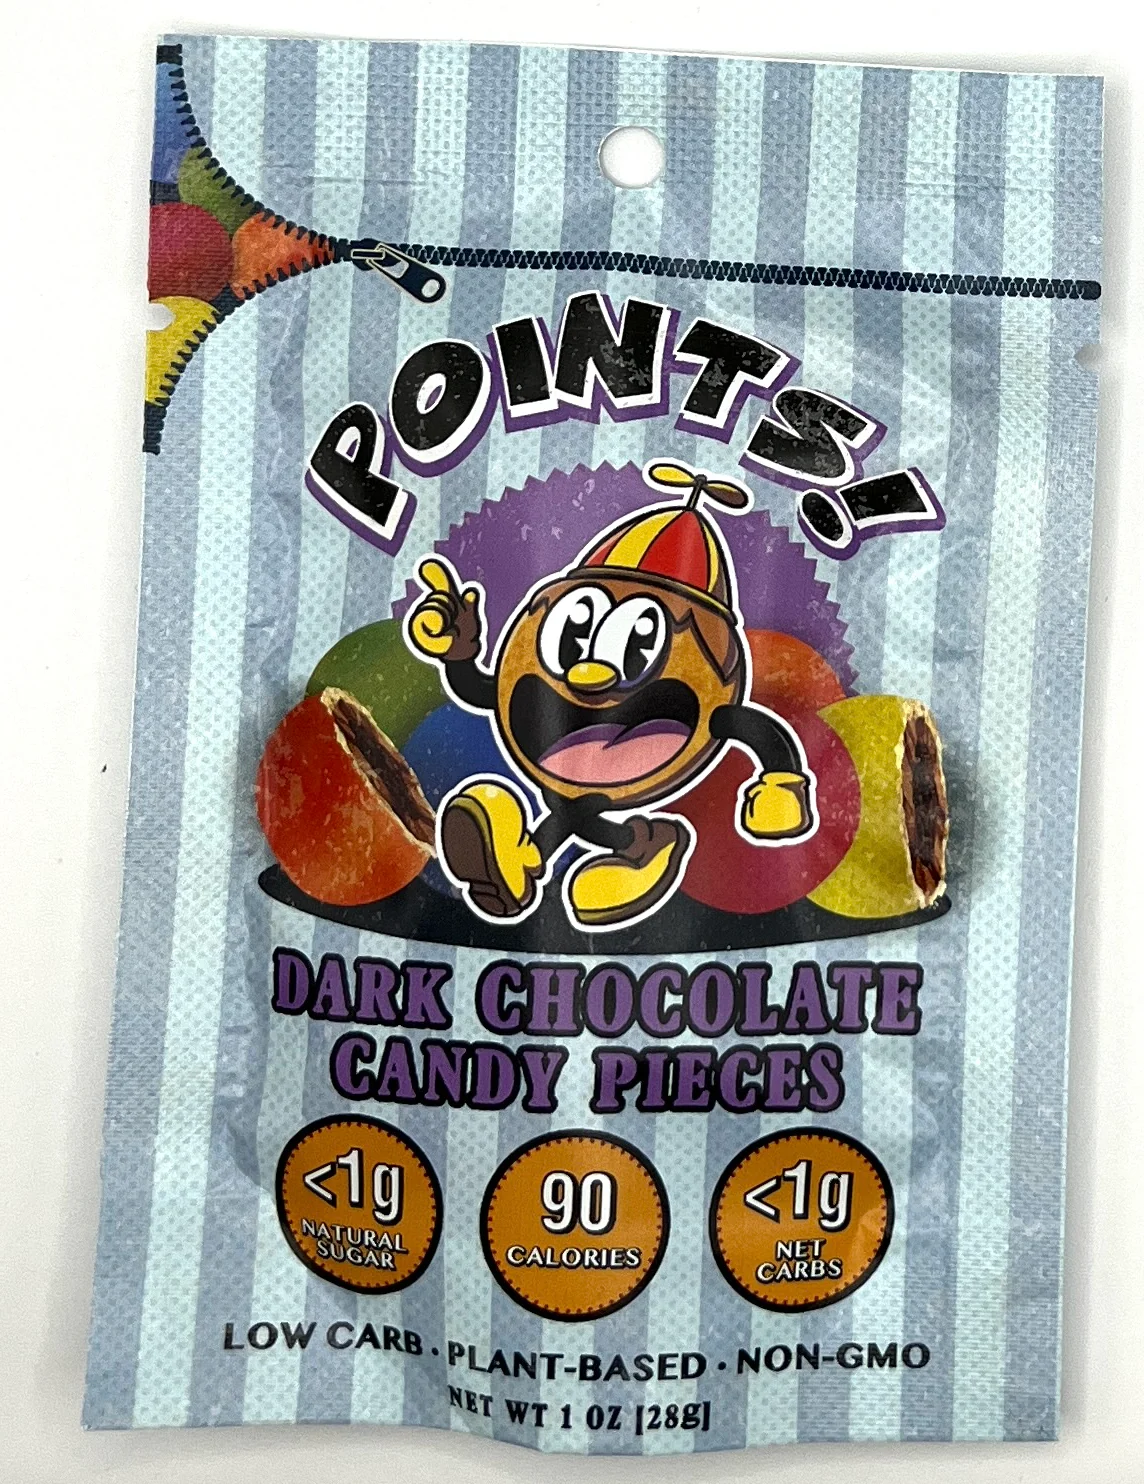 POINTS!
DARK CHOCOLATE
CANDY PIECES
<1g
NATURAL
SUGAR
90
CALORIES
<1g
NET
CARBS
LOW CARB · PLANT-BASED · NON-GMO
NET WT 1 OZ [28g]